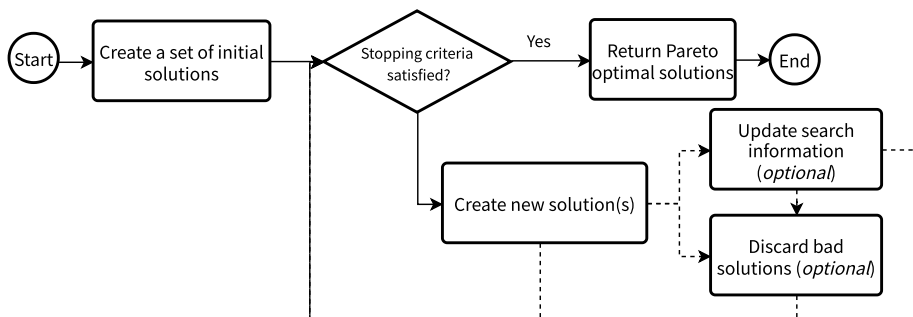 Start
Create a set of initial
solutions
Stopping criteria
satisfied?
Yes
Return Pareto
optimal solutions
End
Create new solution(s)
Update search
information
(optional)
Discard bad
solutions (optional)